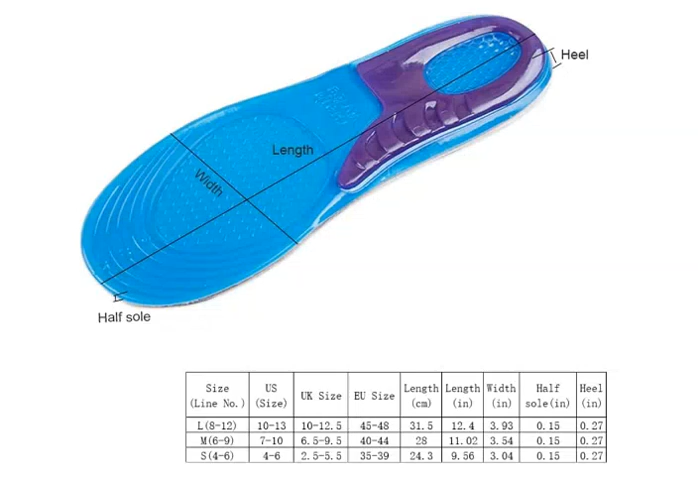 Heel
Length
Width
Half sole
Size (Line No.) US (Size) UK Size EU Size Length (cm) Length (in) Width (in) Half sole(in) Heel (in)
L(8-12) 10-13 10-12.5 45-48 31.5 12.4 3.93 0.15 0.27
M(6-9) 7-10 6.5-9.5 40-44 28 11.02 3.54 0.15 0.27
S(4-6) 4-6 2.5-5.5 35-39 24.3 9.56 3.04 0.15 0.27